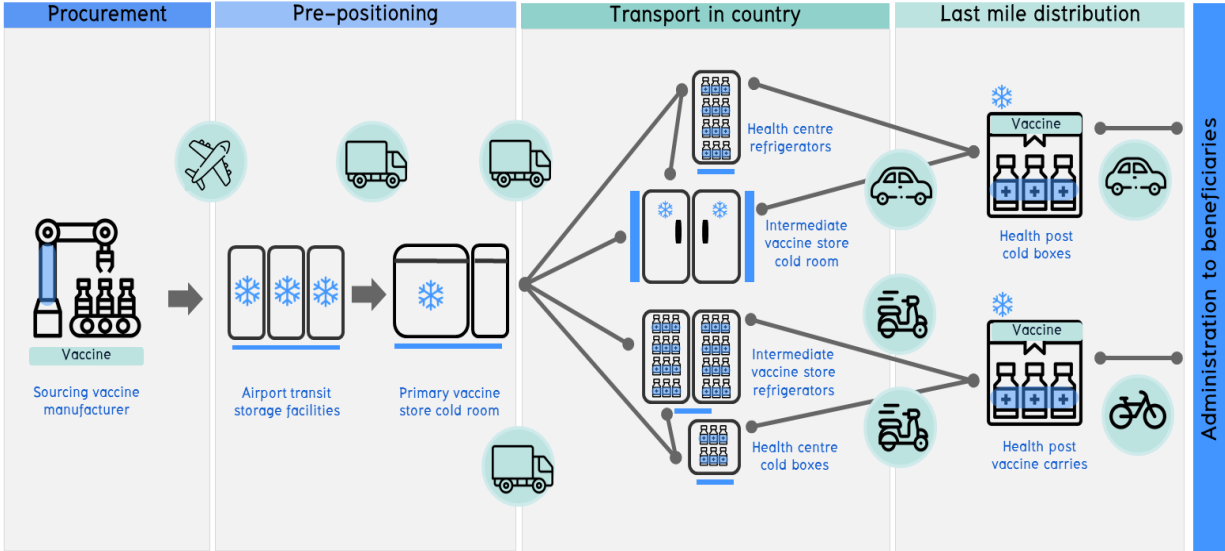 Procurement
Pre-positioning
Transport in country
Last mile distribution
Vaccine
Sourcing vaccine
manufacturer
Airport transit
storage facilities
Primary vaccine
store cold room
Health centre
refrigerators
Intermediate
vaccine store
cold room
Intermediate
vaccine store
refrigerators
Health centre
cold boxes
Vaccine
Health post
cold boxes
Vaccine
Health post
vaccine carries
Administration to beneficiaries